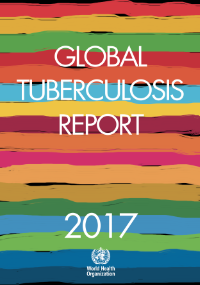 GLOBAL
TUBERCULOSIS
REPORT
2017
World Health
Organization